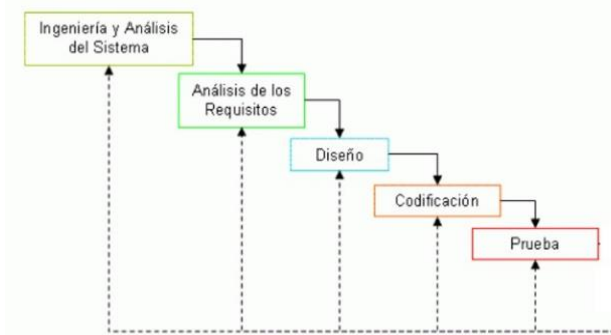 Ingeniería y Análisis
del Sistema
Análisis de los
Requisitos
Diseño
Codificación
Prueba